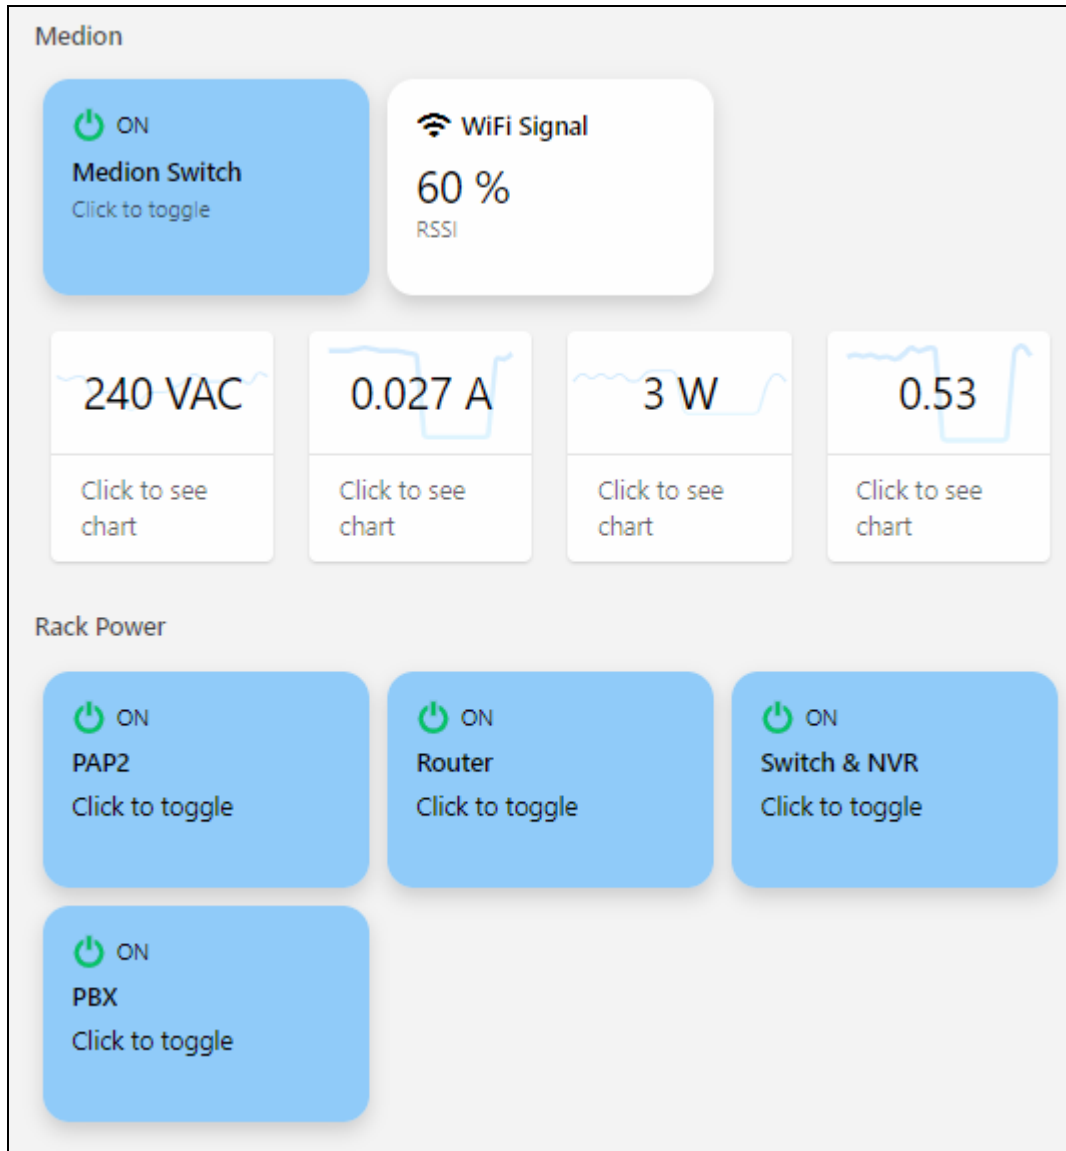 Medion
ON
Medion Switch
Click to toggle
WiFi Signal
60 %
RSSI
240 VAC
Click to see
chart
0.027 A
Click to see
chart
3 W
Click to see
chart
0.53
Click to see
chart
Rack Power
ON
PAP2
Click to toggle
ON
Router
Click to toggle
ON
Switch & NVR
Click to toggle
ON
PBX
Click to toggle